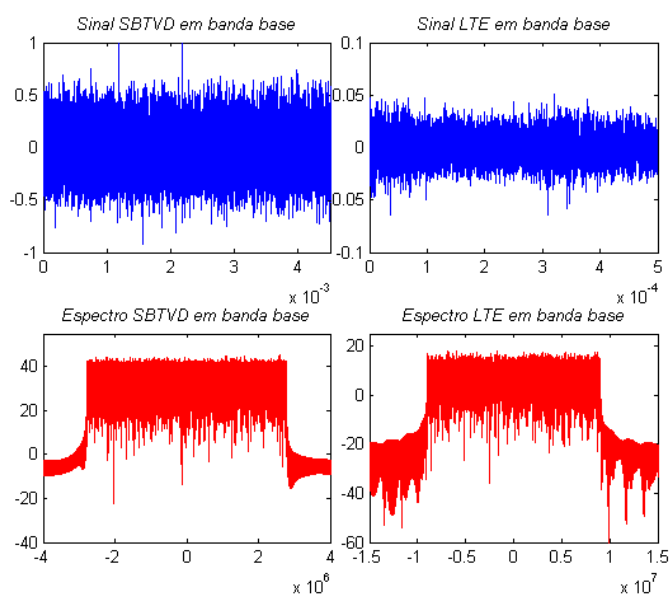 Sinal SBTVD em banda base
1
0.5
0
-0.5
-1
0 1 2 3 4
x 10-3
Sinal LTE em banda base
0.1
0.05
0
0.05
0.1
0 1 2 3 4 5
x 10-4
Espectro SBTVD em banda base
40
20
0
-20
-40
-4 -2 0 2 4
x 106
Espectro LTE em banda base
20
0
-20
-40
-60
-1.5 -1 -0.5 0 0.5 1 1.5
x 107